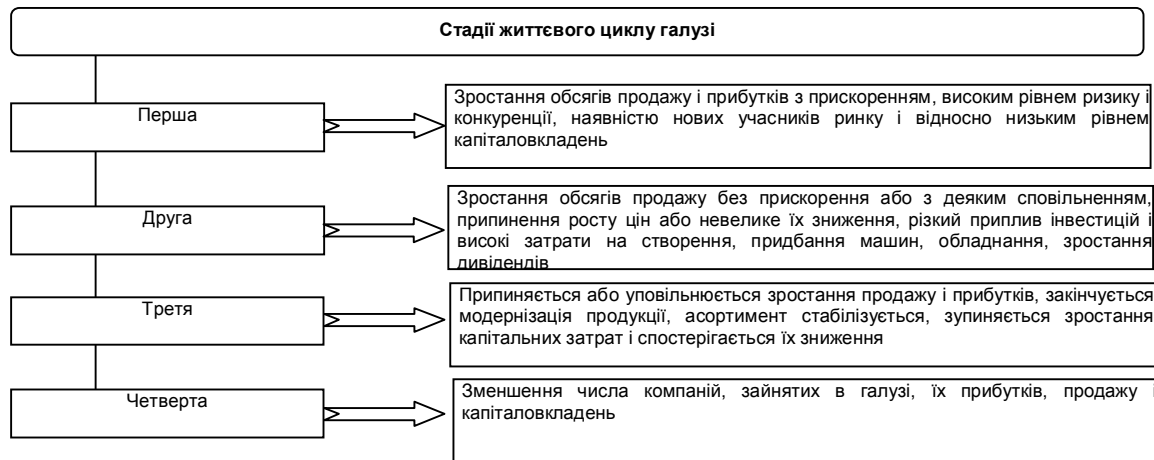 Стадії життєвого циклу галузі
Перша
Зростання обсягів продажу і прибутків з прискоренням, високим рівнем ризику і
конкуренції, наявністю нових учасників ринку і відносно низьким рівнем
капіталовкладень
Друга
Зростання обсягів продажу без прискорення або з деяким сповільненням,
припинення росту цін або невелике їх зниження, різкий приплив інвестицій і
високі затрати на створення, придбання машин, обладнання, зростання
дивідендів
Третя
Припиняється або уповільнюється зростання продажу і прибутків, закінчується
модернізація продукції, асортимент стабілізується, зупиняється зростання
капітальних затрат і спостерігається їх зниження
Четверта
Зменшення числа компаній, зайнятих в галузі, їх прибутків, продажу і
капіталовкладень